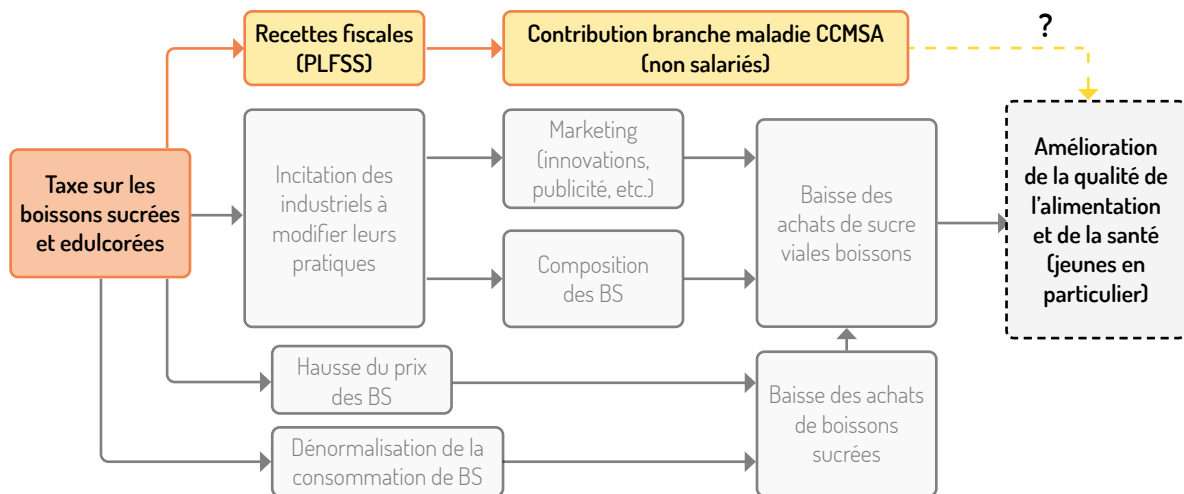 Recettes fiscales
(PLFSS)
Contribution branche maladie CCMSA
(non salariés)
?
Taxe sur les
boissons sucrées
et edulcorées
Incitation des
industriels à
modifier leurs
pratiques
Marketing
(innovations,
publicité, etc.)
Composition
des BS
Baisse des
achats de sucre
viales boissons
Amélioration
de la qualité de
l’alimentation
et de la santé
(jeunes en
particulier)
Hausse du prix
des BS
Dénormalisation de la
consommation de BS
Baisse des achats
de boissons
sucrées